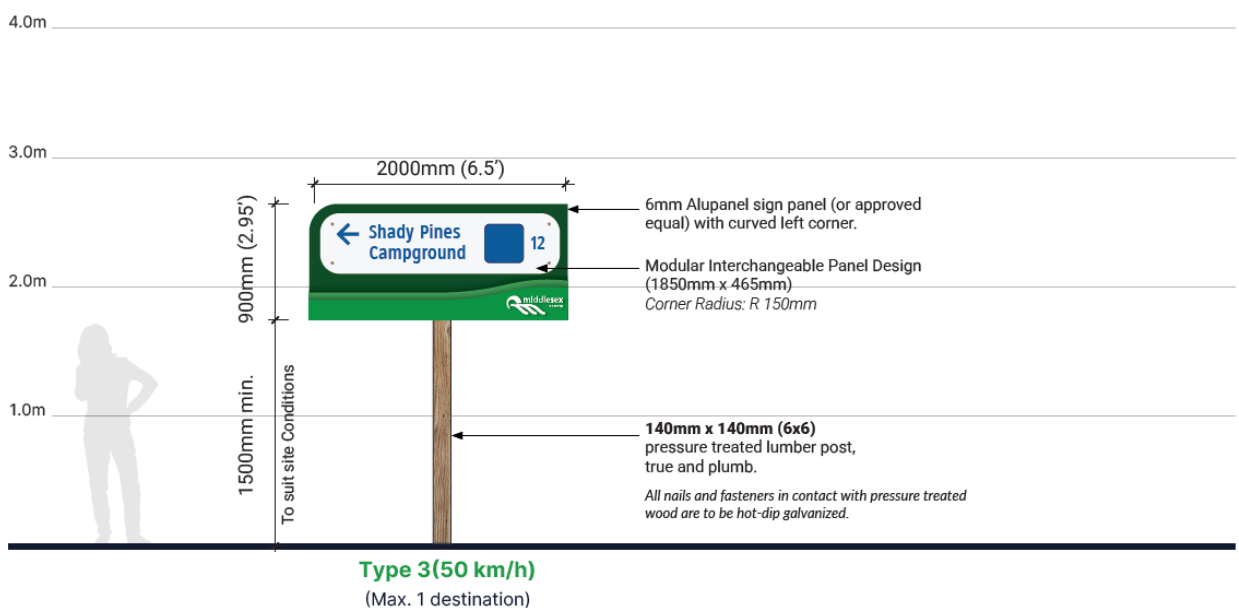 4.0m
3.0m
2000mm (6.5')
900mm (2.95')
6mm Alupanel sign panel (or approved
equal) with curved left corner.
Shady Pines
Campground
12
Modular Interchangeable Panel Design
(1850mm x 465mm)
Corner Radius: R 150mm
2.0m
middlesex
1.0m
1500mm min.
To suit site Conditions
140mm x 140mm (6x6)
pressure treated lumber post,
true and plumb.
All nails and fasteners in contact with pressure treated
wood are to be hot-dip galvanized.
Type 3(50 km/h)
(Max. 1 destination)